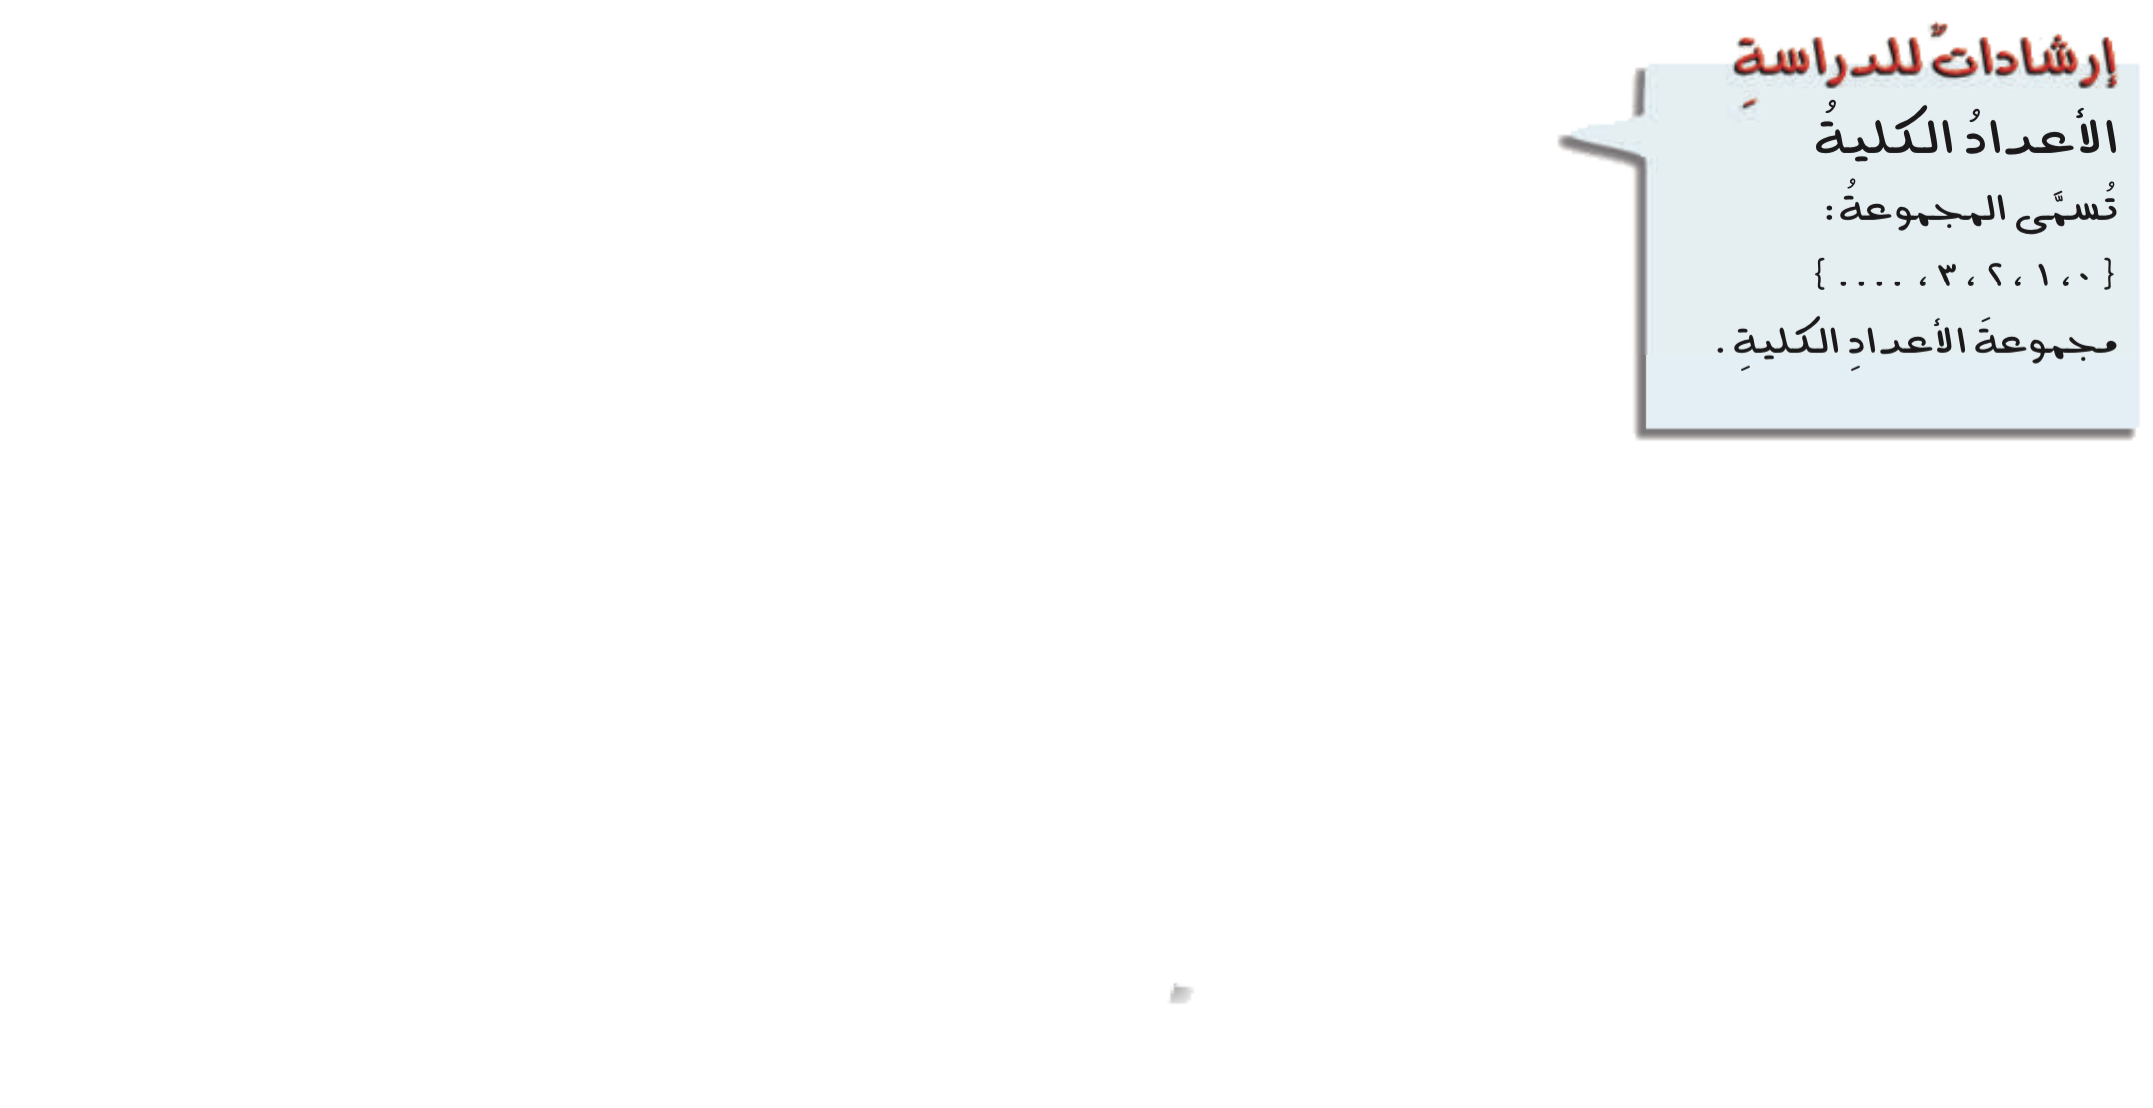 إرشاداتٌ للدراسةِ
الأعدادُ الكليةُ
تُسمَّى المجموعةُ:
{٠، ١ ، ٢ ، ٣ ، ....}
مجموعةَ الأعدادِ الكليةِ.